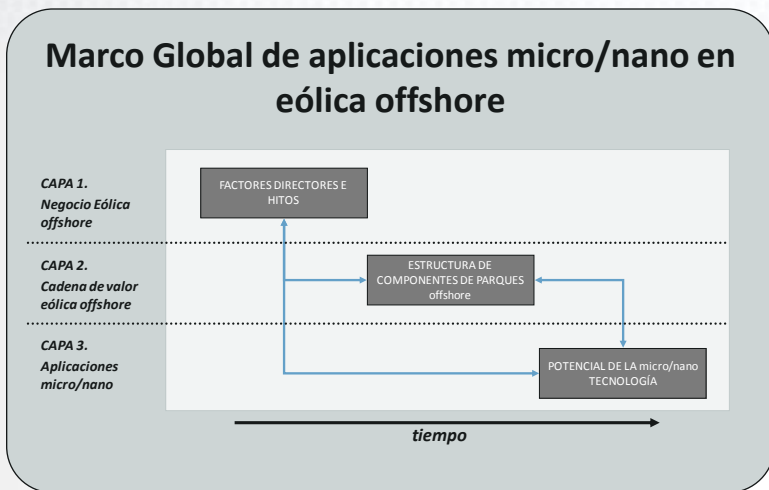 Marco Global de aplicaciones micro/nano en
eólica offshore
CAPA 1.
Negocio Eólica
offshore
FACTORES DIRECTORES E
HITOS
CAPA 2.
Cadena de valor
eólica offshore
ESTRUCTURA DE
COMPONENTES DE PARQUES
offshore
CAPA 3.
Aplicaciones
micro/nano
POTENCIAL DE LA micro/nano
TECNOLOGÍA
tiempo